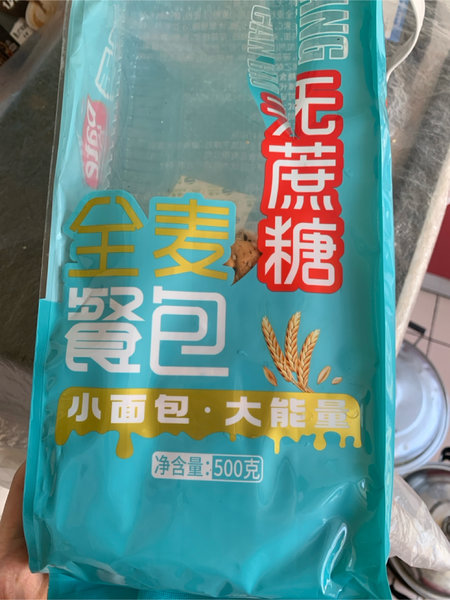 无蔗糖
Date
全麦
餐包
小面包·大能量
净含量:500克